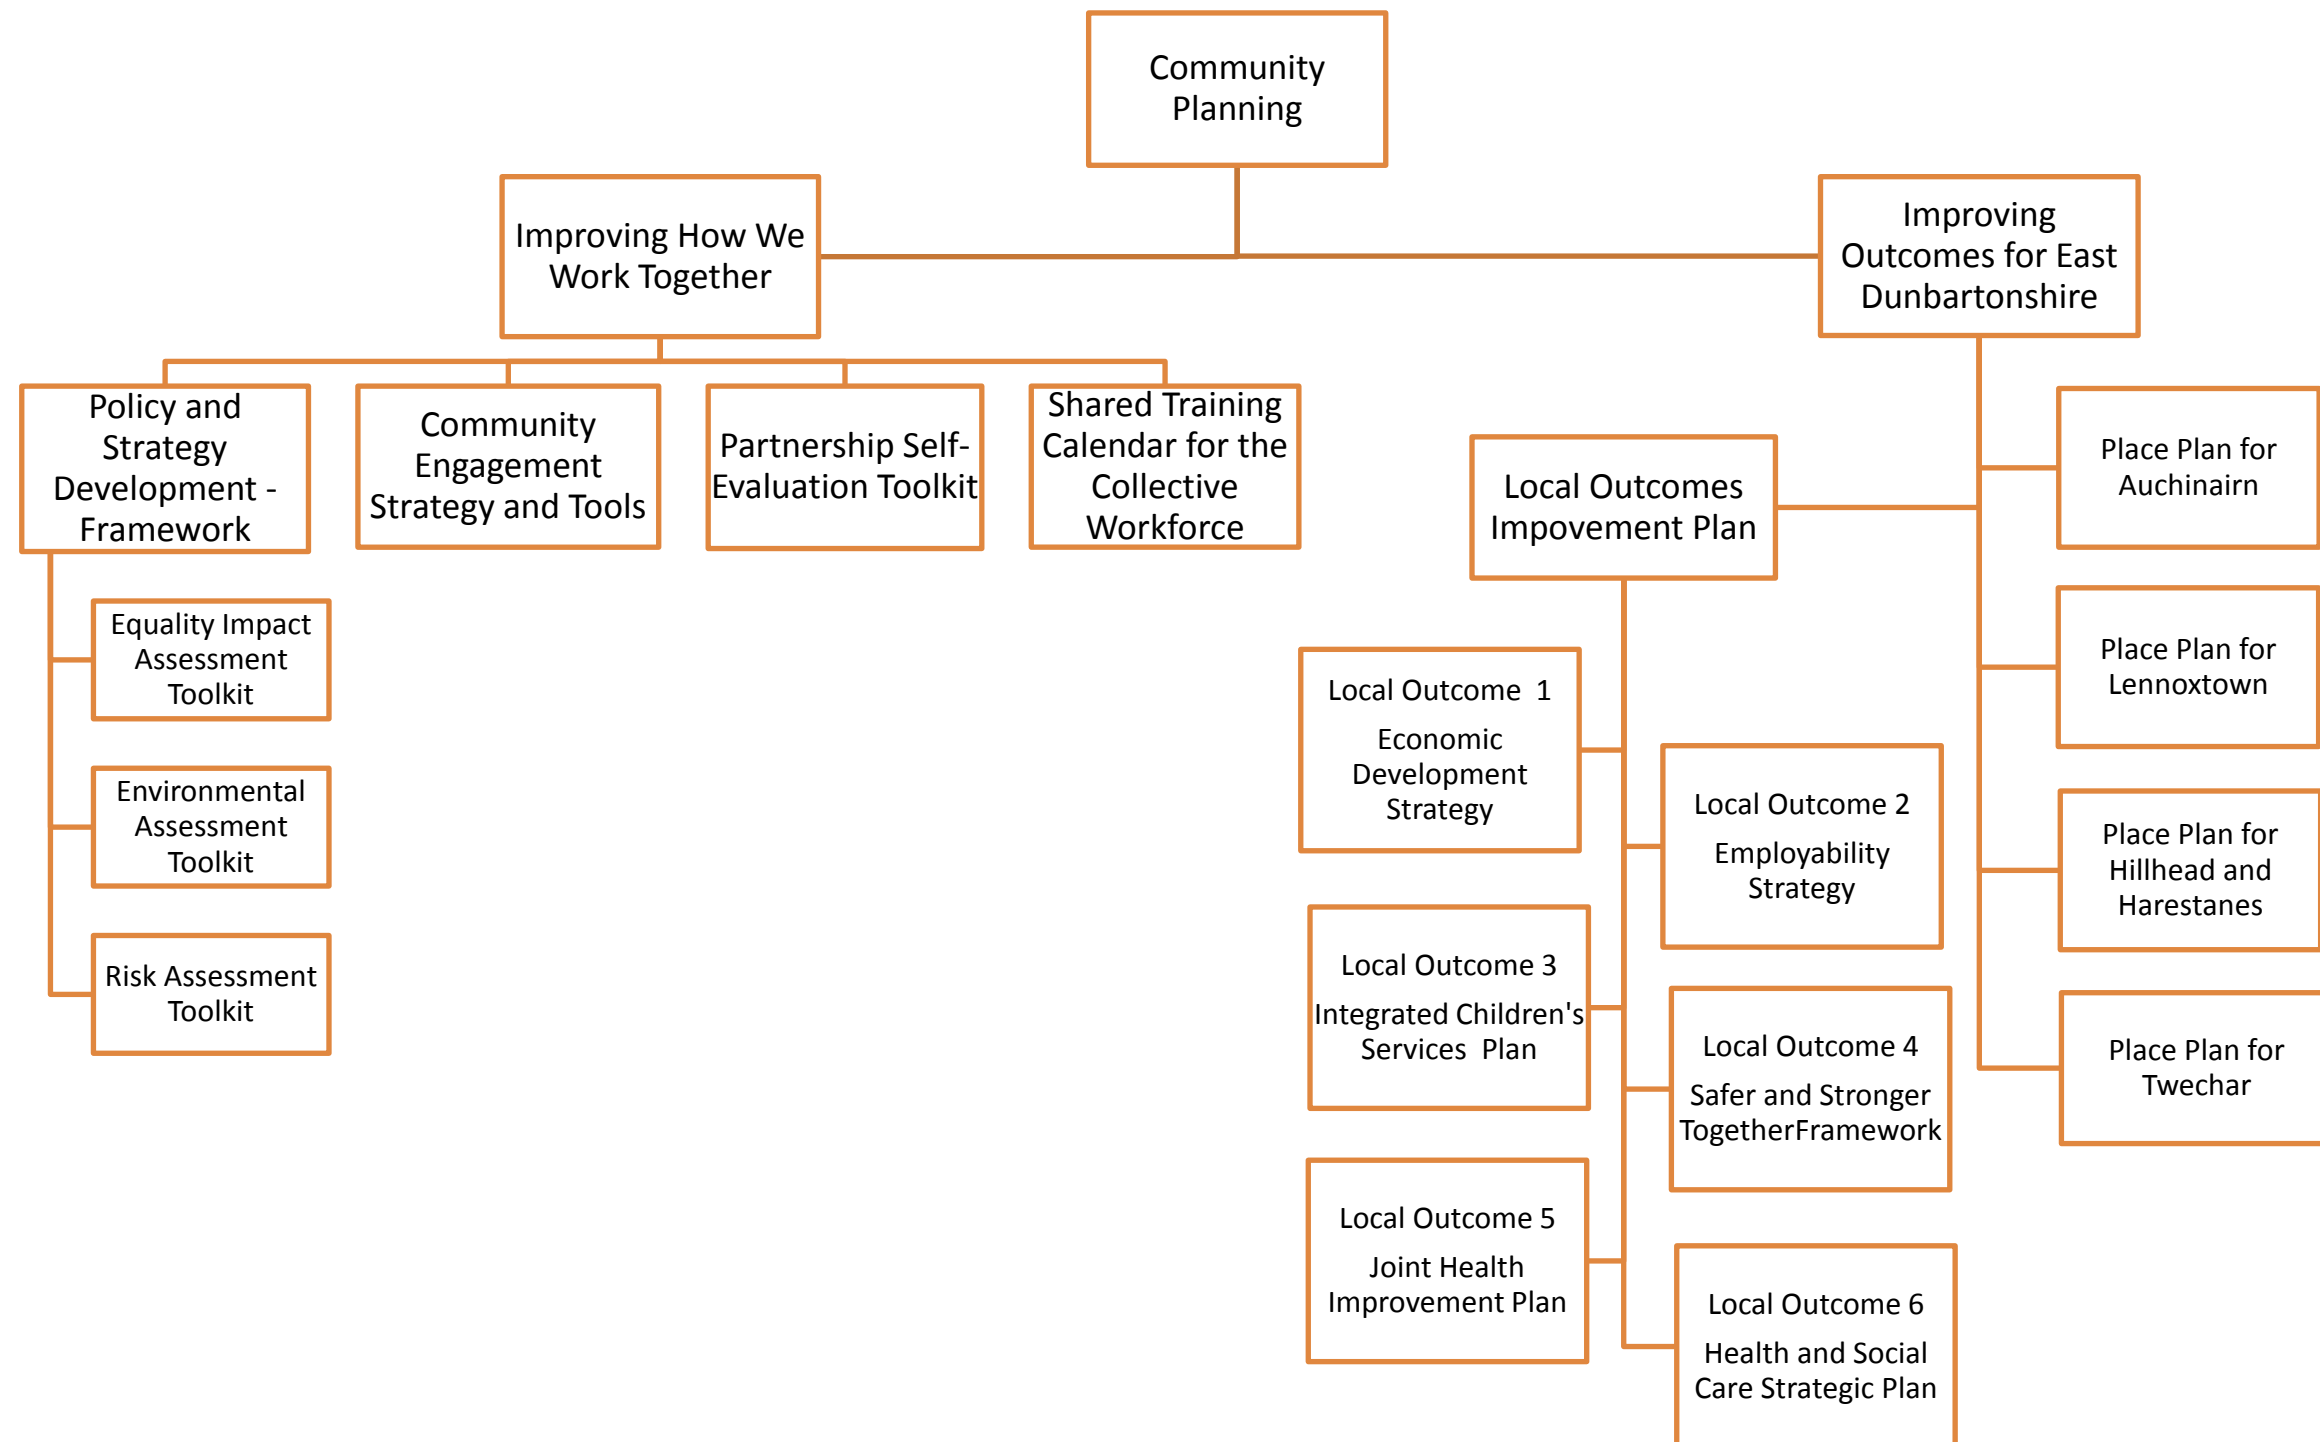 Community
Planning
Improving How We
Work Together
Improving
Outcomes for East
Dunbartonshire
Policy and
Strategy
Development -
Framework
Community
Engagement
Strategy and Tools
Partnership Self-
Evaluation Toolkit
Shared Training
Calendar for the
Collective
Workforce
Equality Impact
Assessment
Toolkit
Environmental
Assessment
Toolkit
Risk Assessment
Toolkit
Local Outcomes
Impovement Plan
Local Outcome  1
Economic
Development
Strategy
Local Outcome 2
Employability
Strategy
Local Outcome 3
Integrated Children's
Services  Plan
Local Outcome 4
Safer and Stronger
TogetherFramework
Local Outcome 5
Joint Health
Improvement Plan
Local Outcome 6
Health and Social
Care Strategic Plan
Place Plan for
Auchinairn
Place Plan for
Lennoxtown
Place Plan for
Hillhead and
Harestanes
Place Plan for
Twechar